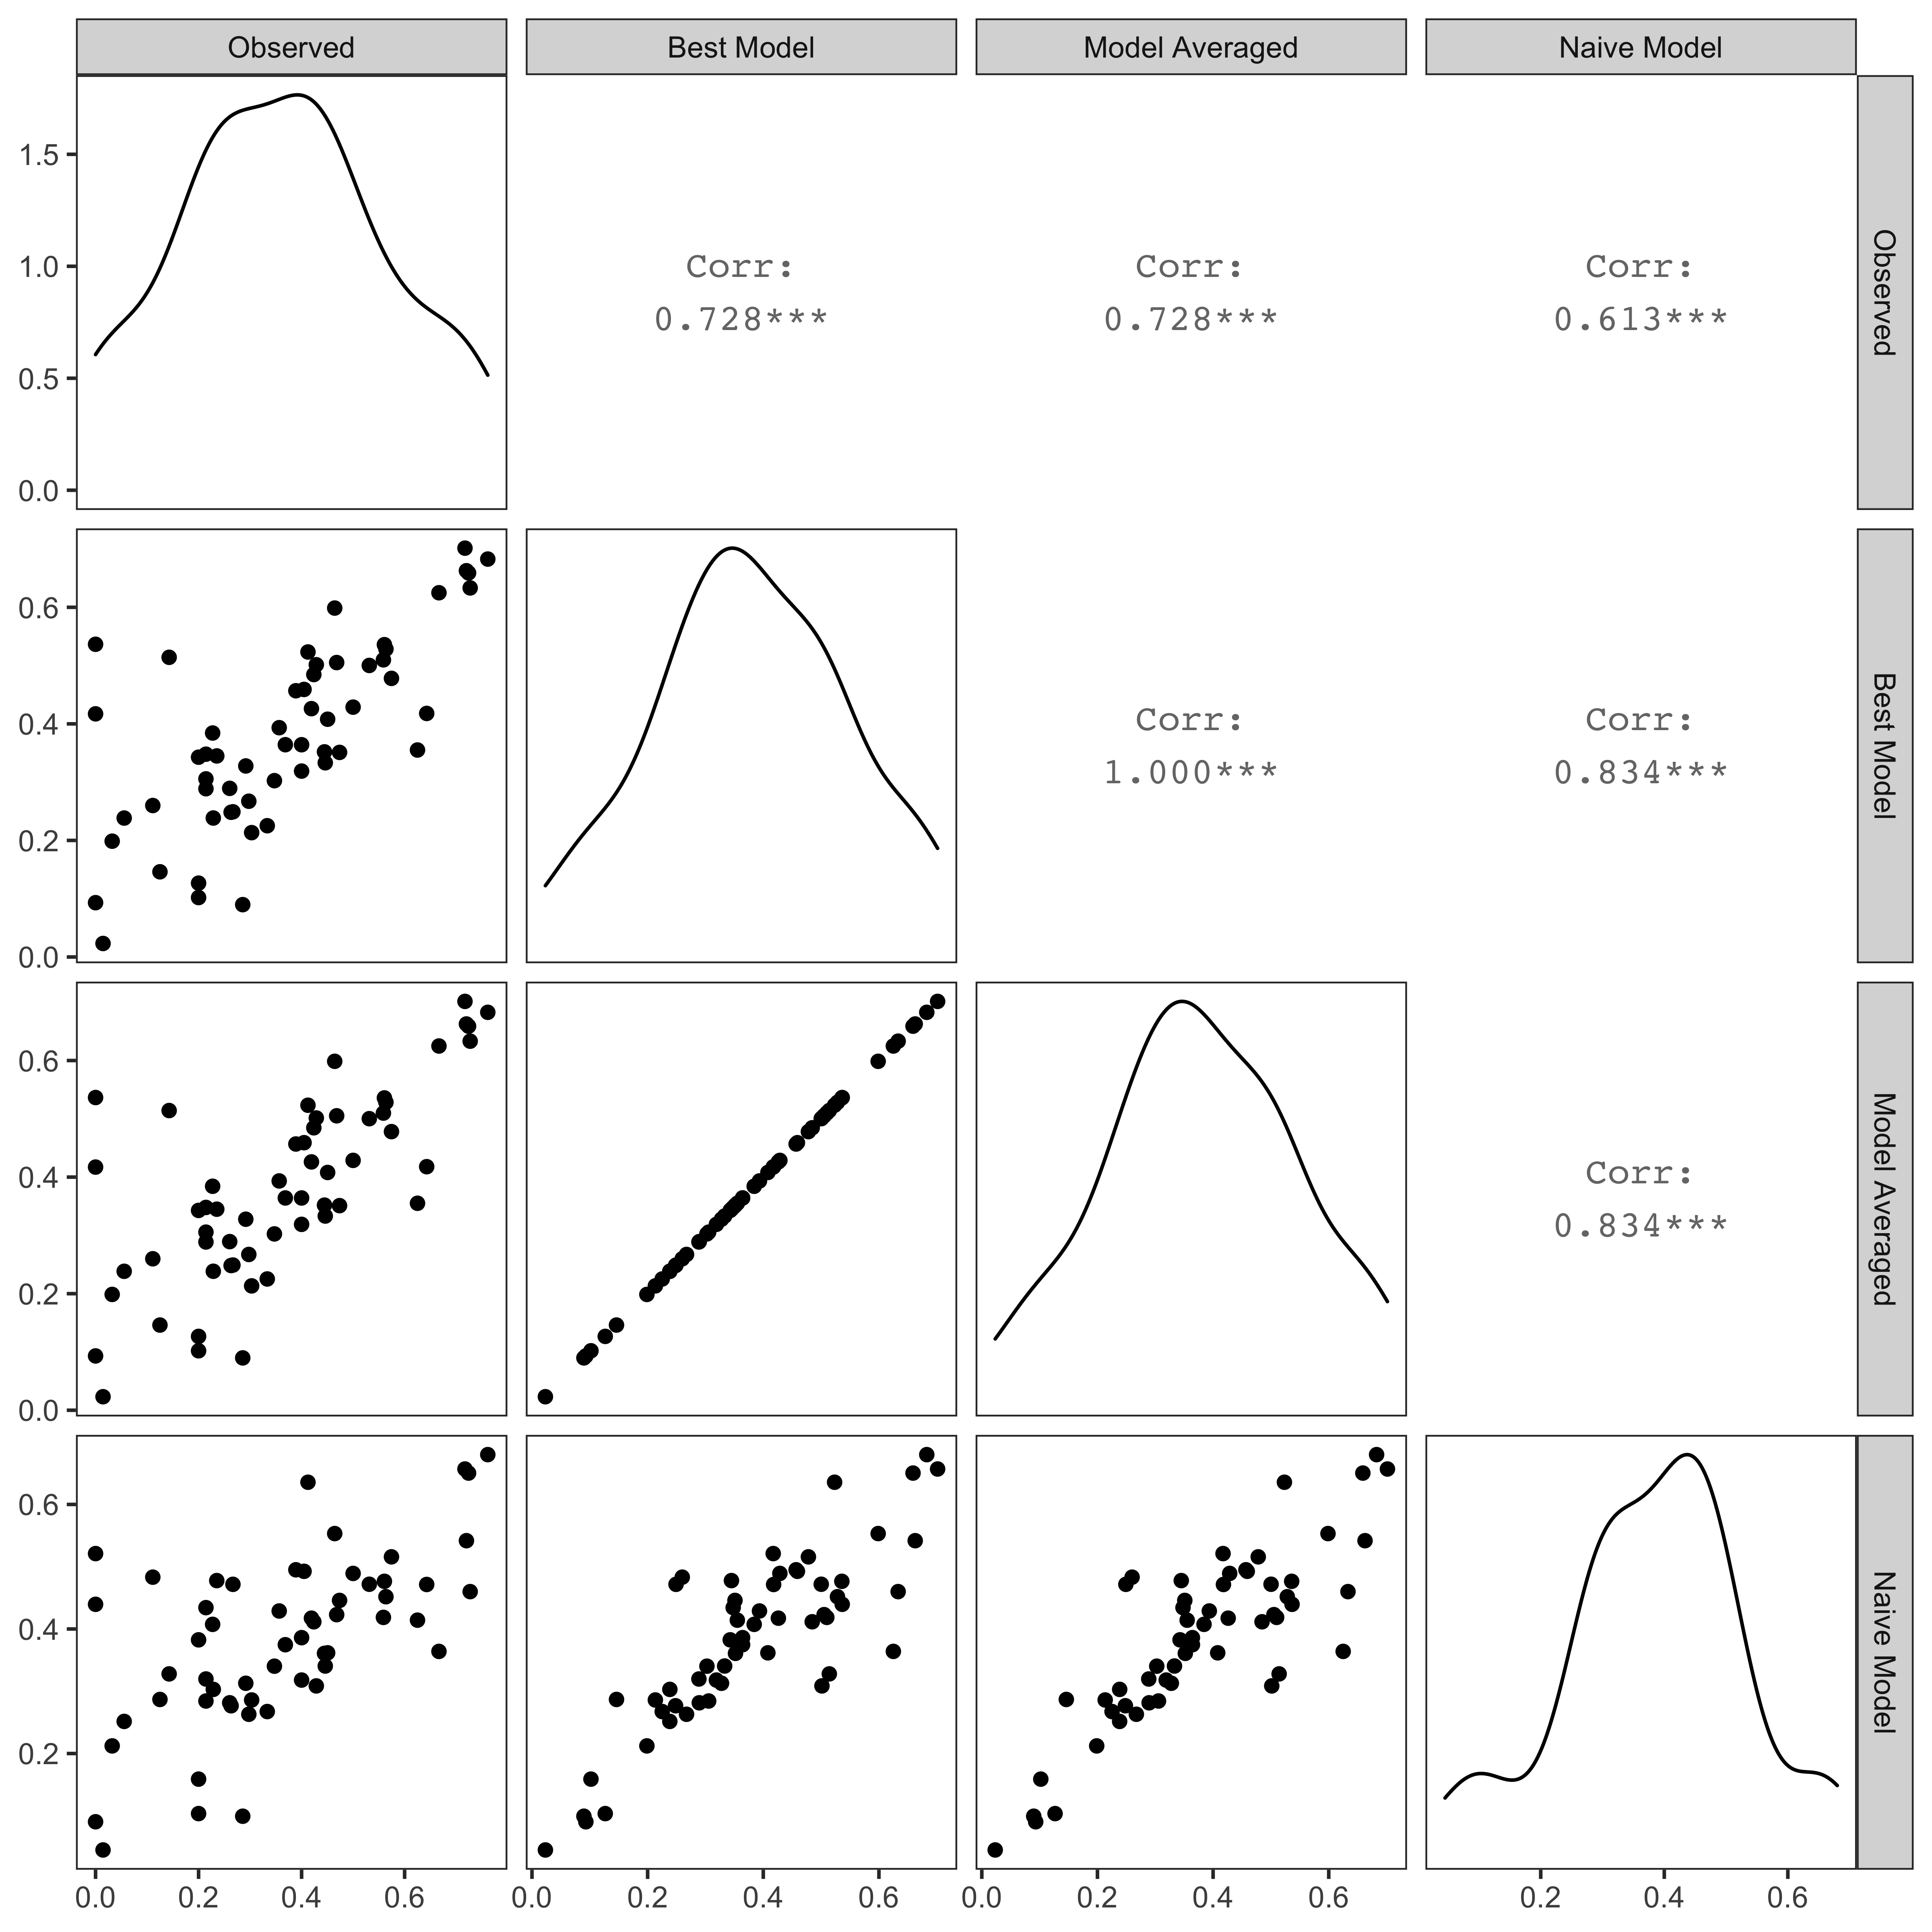 Observed Best Model Model Averaged Naive Model
1.5
1.0
0.5
0.0
Corr:
0.728***
Corr:
0.728***
Corr:
0.613***
Observed
0.6
0.4
0.2
0.0
Corr:
1.000***
Corr:
0.834***
Best Model
0.6
0.4
0.2
0.0
Corr:
0.834***
Model Averaged
0.6
0.4
0.2
Naive Model
0.0 0.2 0.4 0.6 0.0 0.2 0.4 0.6 0.0 0.2 0.4 0.6 0.2 0.4 0.6